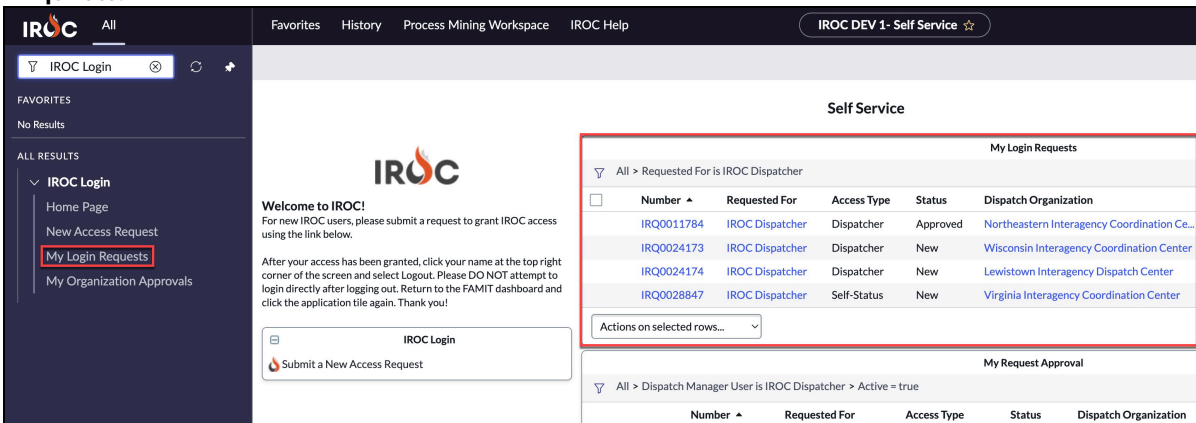 IROC
All
Favorites
History
Process Mining Workspace
IROC Help
IROC DEV 1- Self Service ☆
IROC Login
FAVORITES
No Results
ALL RESULTS
IROC Login
Home Page
New Access Request
My Login Requests
My Organization Approvals
Self Service
IROC
Welcome to IROC!
For new IROC users, please submit a request to grant IROC access
using the link below.
After your access has been granted, click your name at the top right
corner of the screen and select Logout. Please DO NOT attempt to
login directly after logging out. Return to the FAMIT dashboard and
click the application tile again. Thank you!
IROC Login
Submit a New Access Request
My Login Requests
All > Requested For is IROC Dispatcher
Number ▲ Requested For Access Type Status Dispatch Organization
IRQ0011784 IROC Dispatcher Dispatcher Approved Northeastern Interagency Coordination Ce...
IRQ0024173 IROC Dispatcher Dispatcher New Wisconsin Interagency Coordination Center
IRQ0024174 IROC Dispatcher Dispatcher New Lewistown Interagency Dispatch Center
IRQ0028847 IROC Dispatcher Self-Status New Virginia Interagency Coordination Center
Actions on selected rows...
My Request Approval
All > Dispatch Manager User is IROC Dispatcher > Active = true
Number ▲ Requested For Access Type Status Dispatch Organization